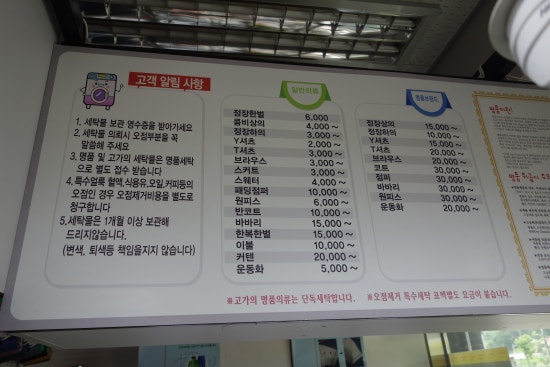 고객 알림 사항
1, 세탁물 보관 영수증을 받아가세요
2, 세탁물 의뢰시 오점부분을 꼭
말씀해 주세요
3, 명품 및 고가의 세탁물은 명품세탁
으로 별도 접수 받습니다
4, 특수얼룩 혈액,식용유,오일,커피등의
오점인 경우 오점제거비용을 별도로
청구합니다
5,세탁물은 1개월 이상 보관해
드리지않습니다.
(변색, 퇴색등 책임을지지 않습니다)
일반의류
정장한벌 6,000
콤비상의 4,000 ~
정장하의 3,000 ~
Y셔츠 2,000 ~
T셔츠 3,000 ~
브라우스 3,000 ~
스커트 3,000 ~
스웨터 4,000 ~
패딩점퍼 10,000 ~
원피스 6,000 ~
반코트 10,000 ~
바바리 15,000 ~
한복한벌 15,000 ~
이불 10,000 ~
커텐 20,000 ~
운동화 5,000 ~
※고가의 명품의류는 단독세탁합니다.
명품브랜드
정장상의 15,000 ~
정장하의 10,000 ~
Y셔츠 15,000 ~
T셔츠 20,000 ~
브라우스 20,000 ~
코트 30,000 ~
점퍼 30,000 ~
바바리 30,000 ~
원피스 30,000 ~
운동화 20,000 ~
※오점제거 특수세탁 표백별도 요금이 붙습니다.